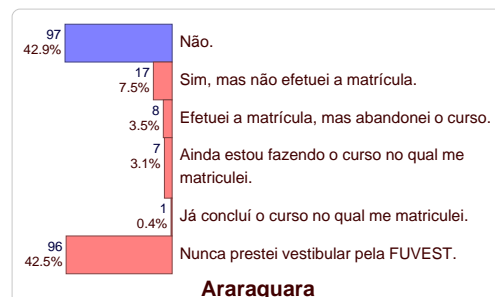 97
42.9%
Não.
17
7.5%
Sim, mas não efetuei a matrícula.
8
3.5%
Efetuei a matrícula, mas abandonei o curso.
7
3.1%
Ainda estou fazendo o curso no qual me
matriculei.
1
0.4%
Já concluí o curso no qual me matriculei.
96
42.5%
Nunca prestei vestibular pela FUVEST.
Araraquara